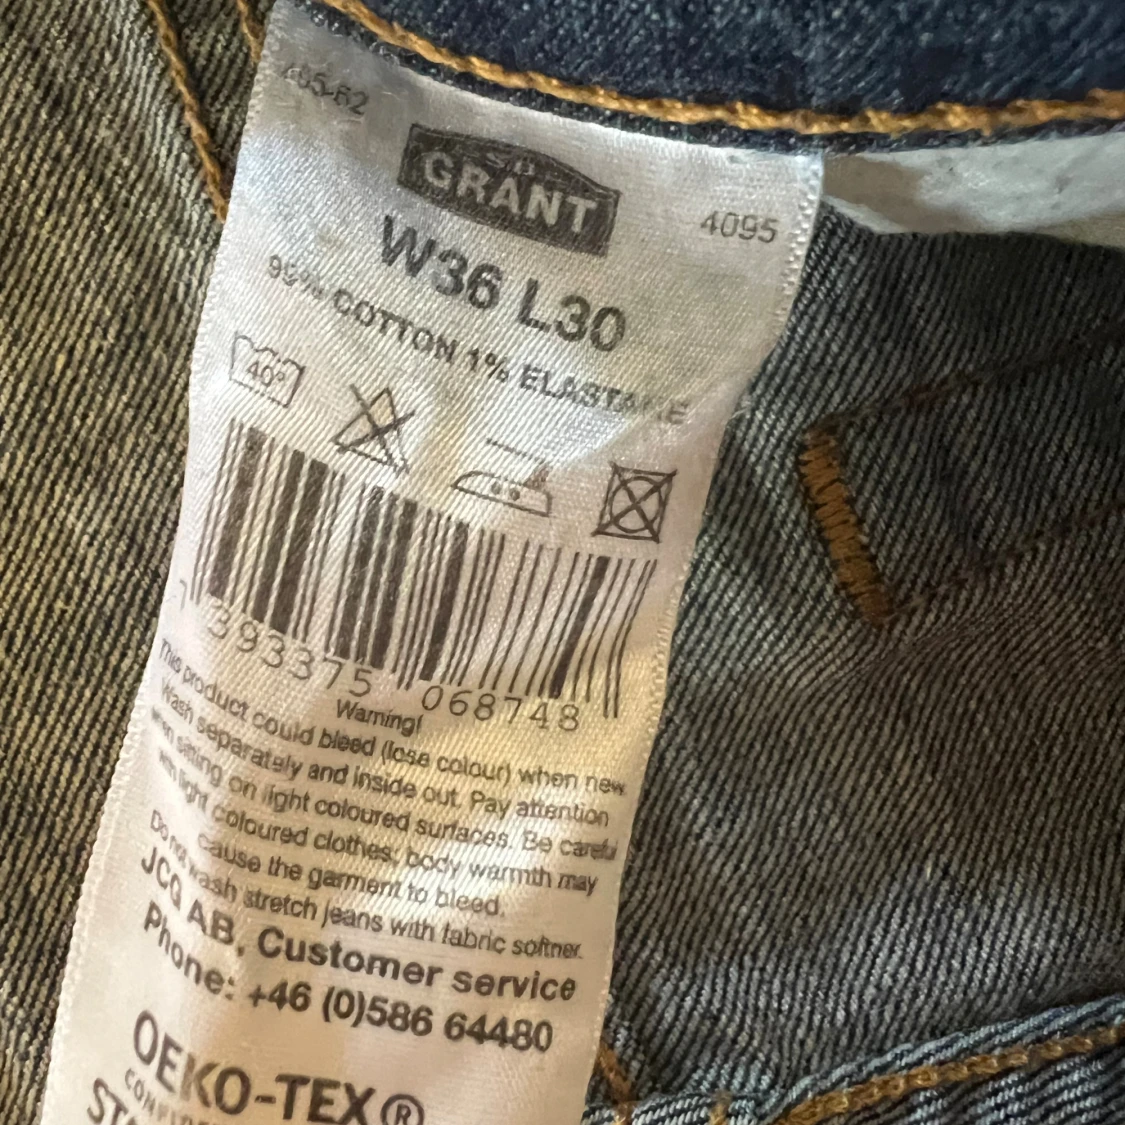 GRANT
4095
W36 L30
99% COTTON 1% ELASTANE
40°
7 393375 068748
Warning!
This product could bleed (lose colour) when new.
Wash separately and inside out. Pay attention
when sitting on light coloured surfaces. Be careful
with light coloured clothes; body warmth may
cause the garment to bleed.
Do not wash stretch jeans with fabric softner.
JCQ AB, Customer service
Phone: +46 (0)586 64480
OEKO-TEX®